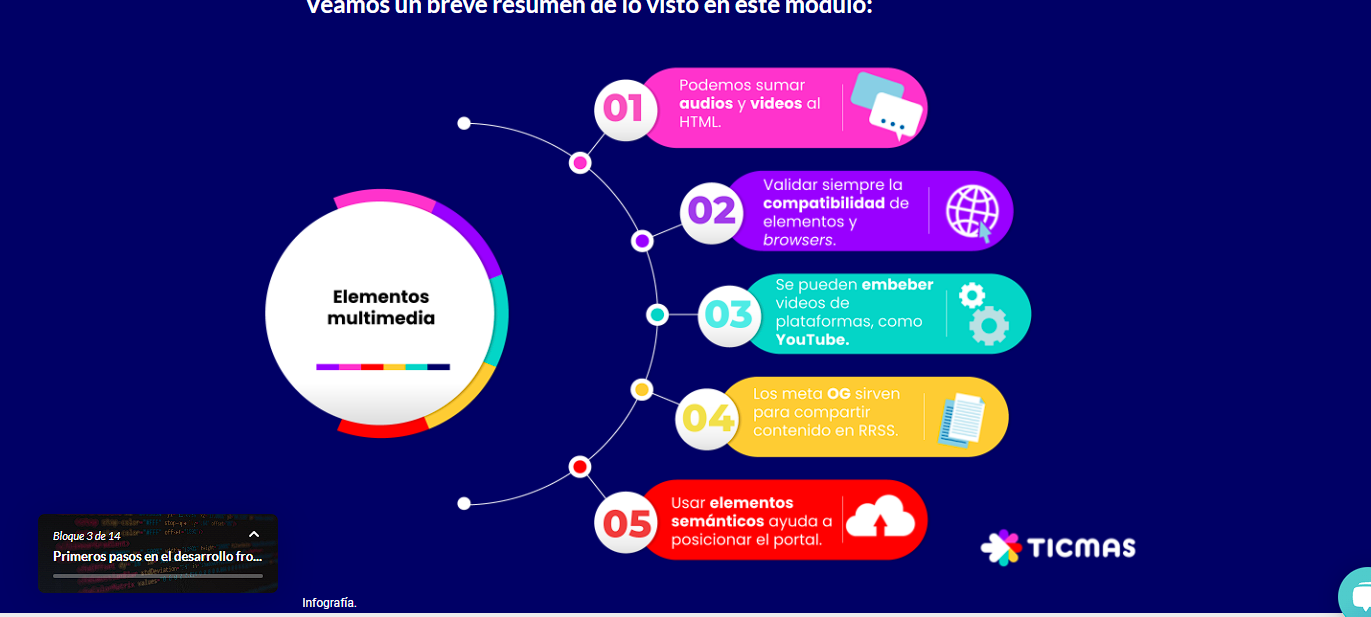 Veamos un breve resumen de lo visto en este módulo:
01
Podemos sumar
audios y videos al
HTML.
02
Validar siempre la
compatibilidad de
elementos y
browsers.
Elementos
multimedia
03
Se pueden embeber
videos de
plataformas, como
YouTube.
04
Los meta OG sirven
para compartir
contenido en RRSS.
05
Usar elementos
semánticos ayuda a
posicionar el portal.
TICMAS
Bloque 3 de 14
Primeros pasos en el desarrollo fro...
Infografía.